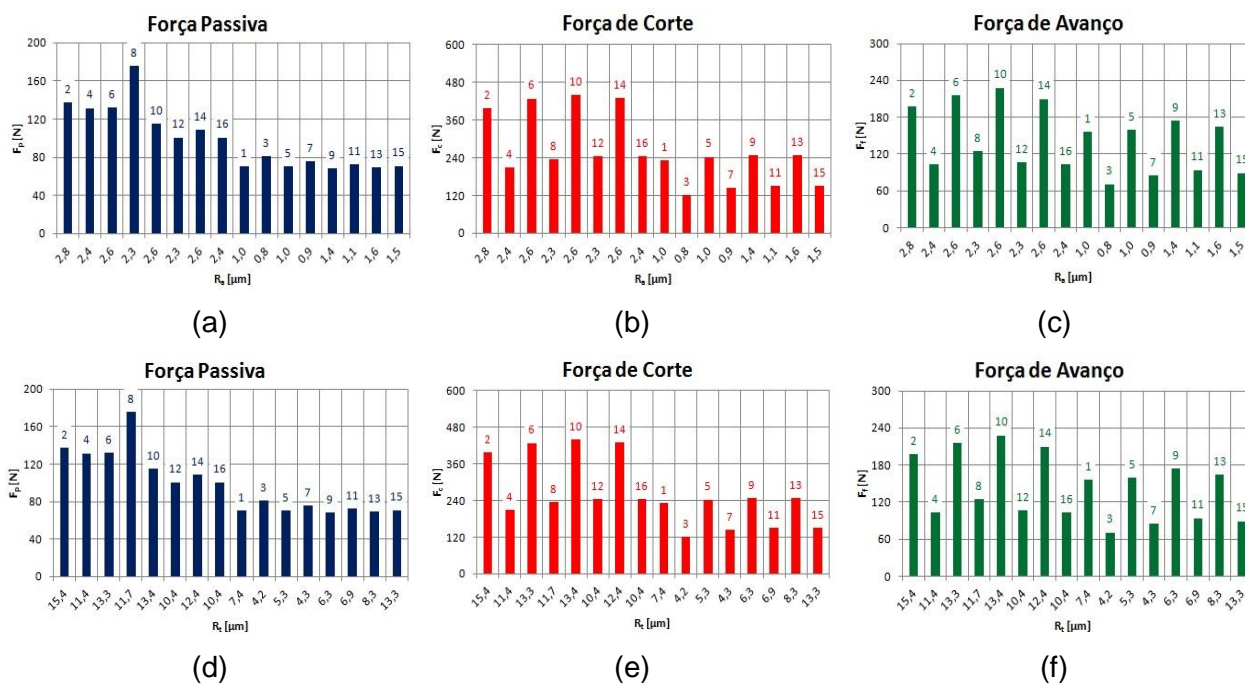 Força Passiva
200
160
120
80
40
0
Fp [N]
2 4 6 8 10 12 14 16 1 3 5 7 9 11 13 15
2,8 2,4 2,6 2,3 2,6 2,3 2,6 2,4 1,0 0,8 1,0 0,9 1,4 1,1 1,6 1,5
Ra [µm]
(a)
Força de Corte
600
480
360
240
120
0
Fc [N]
2 4 6 8 10 12 14 16 1 3 5 7 9 11 13 15
2,8 2,4 2,6 2,3 2,6 2,3 2,6 2,4 1,0 0,8 1,0 0,9 1,4 1,1 1,6 1,5
Ra [µm]
(b)
Força de Avanço
300
240
180
120
60
0
Ff [N]
2 4 6 8 10 12 14 16 1 3 5 7 9 11 13 15
2,8 2,4 2,6 2,3 2,6 2,3 2,6 2,4 1,0 0,8 1,0 0,9 1,4 1,1 1,6 1,5
Ra [µm]
(c)
Força Passiva
200
160
120
80
40
0
Fp [N]
2 4 6 8 10 12 14 16 1 3 5 7 9 11 13 15
15,4 11,4 13,3 11,7 13,4 10,4 12,4 10,4 7,4 4,2 5,3 4,3 6,3 6,9 8,3 13,3
Rt [µm]
(d)
Força de Corte
600
480
360
240
120
0
Fc [N]
2 4 6 8 10 12 14 16 1 3 5 7 9 11 13 15
15,4 11,4 13,3 11,7 13,4 10,4 12,4 10,4 7,4 4,2 5,3 4,3 6,3 6,9 8,3 13,3
Rt [µm]
(e)
Força de Avanço
300
240
180
120
60
0
Ff [N]
2 4 6 8 10 12 14 16 1 3 5 7 9 11 13 15
15,4 11,4 13,3 11,7 13,4 10,4 12,4 10,4 7,4 4,2 5,3 4,3 6,3 6,9 8,3 13,3
Rt [µm]
(f)